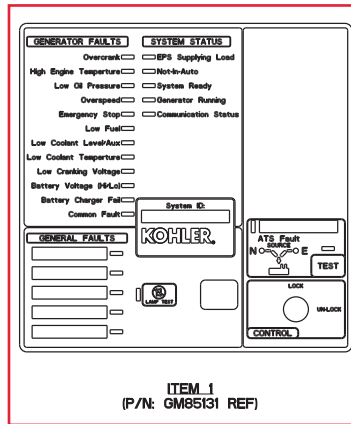 GENERATOR FAULTS
Overcrank
High Engine Temperture
Low Oil Pressure
Overspeed
Emergency Stop
Low Fuel
Low Coolant Level/Aux
Low Coolant Temperture
Low Cranking Voltage
Battery Voltage (Hi/Lo)
Battery Charger Fail
Common Fault
SYSTEM STATUS
EPS Supplying Load
Not-In-Auto
System Ready
Generator Running
Communication Status
System ID:
KOHLER.
GENERAL FAULTS
LAMP TEST
ATS Fault
SOURCE
N E
TEST
LOCK
UN-LOCK
CONTROL
ITEM 1
(P/N: GM85131 REF)